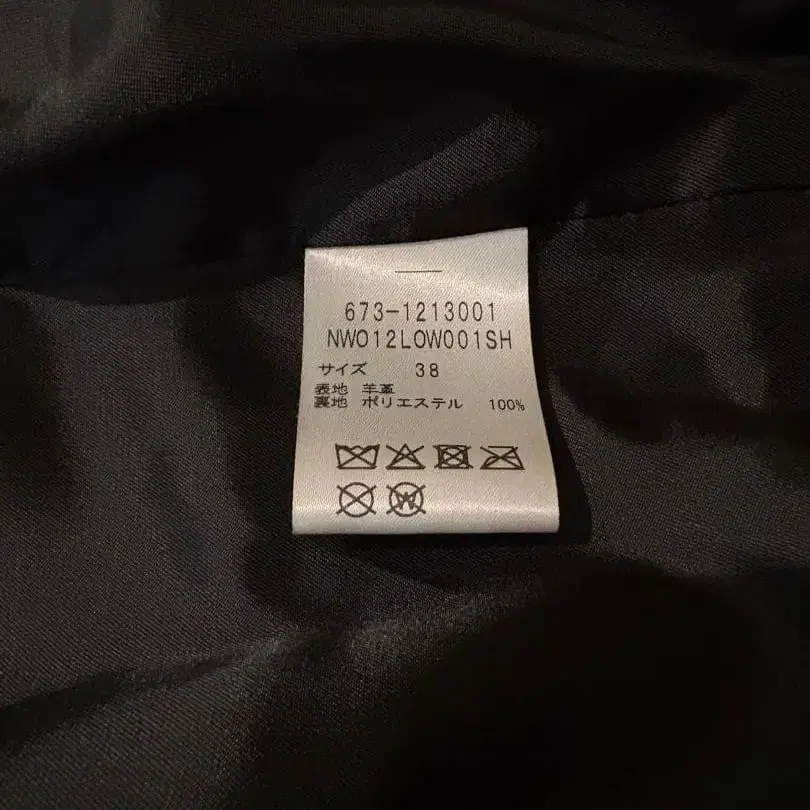 673-1213001
NW012LOW001SH
サイズ 38
表地 羊革
裏地 ポリエステル 100%
W